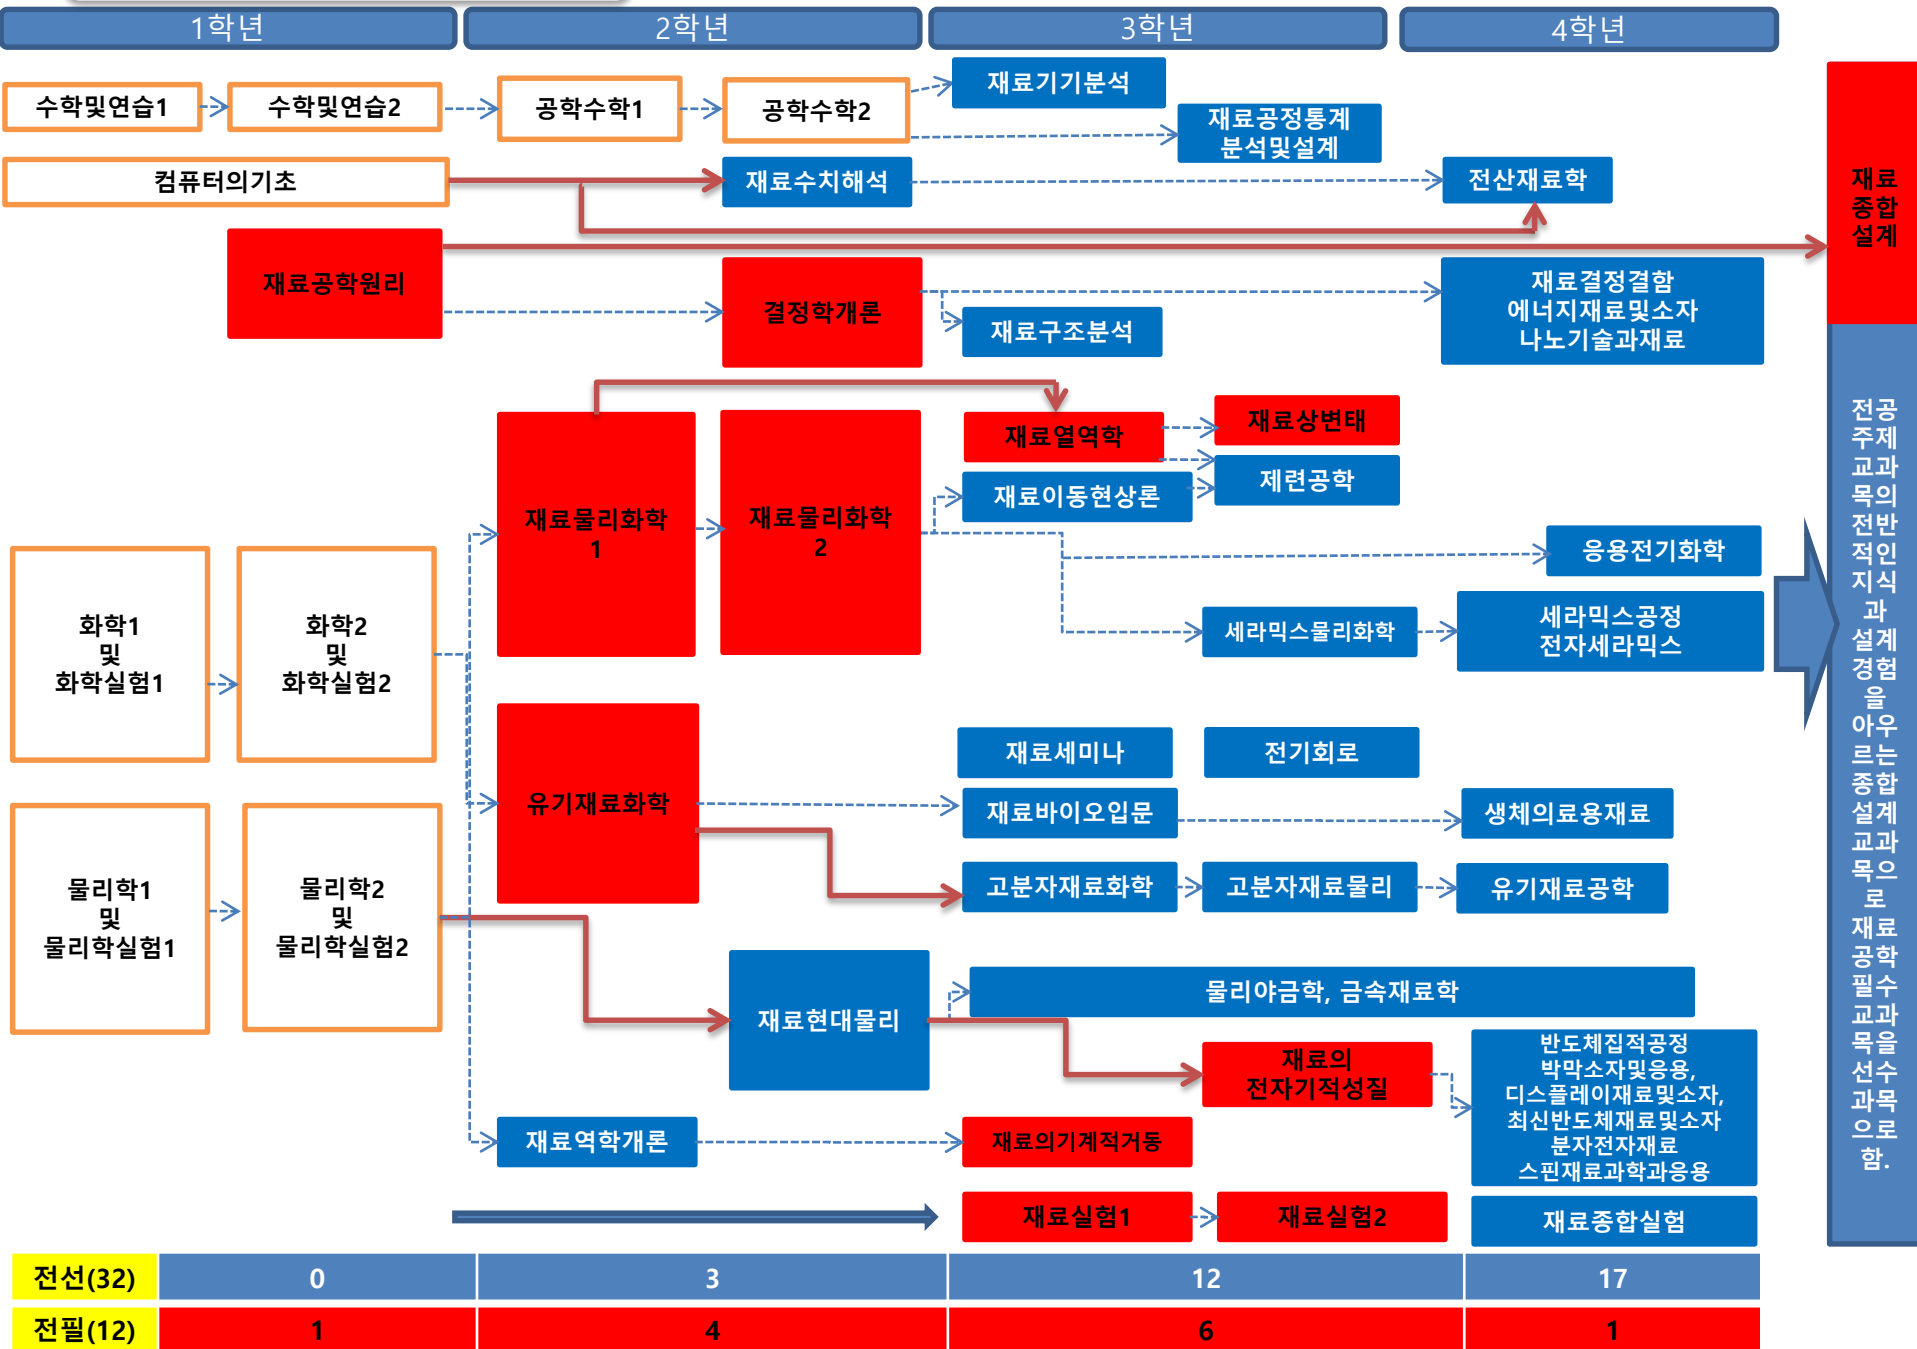 1학년
2학년
3학년
4학년
수학및연습1
수학및연습2
공학수학1
공학수학2
재료기기분석
재료공정통계
분석및설계
컴퓨터의기초
재료수치해석
전산재료학
재료
종합
설계
재료공학원리
결정학개론
재료구조분석
재료결정결함
에너지재료및소자
나노기술과재료
재료물리화학
1
재료물리화학
2
재료열역학
재료상변태
재료이동현상론
제련공학
응용전기화학
세라믹스물리화학
세라믹스공정
전자세라믹스
화학1
및
화학실험1
화학2
및
화학실험2
유기재료화학
재료세미나
전기회로
재료바이오입문
생체의료용재료
고분자재료화학
고분자재료물리
유기재료공학
물리학1
및
물리학실험1
물리학2
및
물리학실험2
재료현대물리
물리야금학, 금속재료학
재료의
전자기적성질
반도체집적공정
박막소자및응용,
디스플레이재료및소자,
최신반도체재료및소자
분자전자재료
스핀재료과학과응용
재료역학개론
재료의기계적거동
재료실험1
재료실험2
재료종합실험
전공
주제
교과
목의
전반
적인
지식
과
설계
경험
을
아우
르는
종합
설계
교과
목으
로
재료
공학
필수
교과
목을
선수
과목
으로
함.
전선(32)
0
3
12
17
전필(12)
1
4
6
1